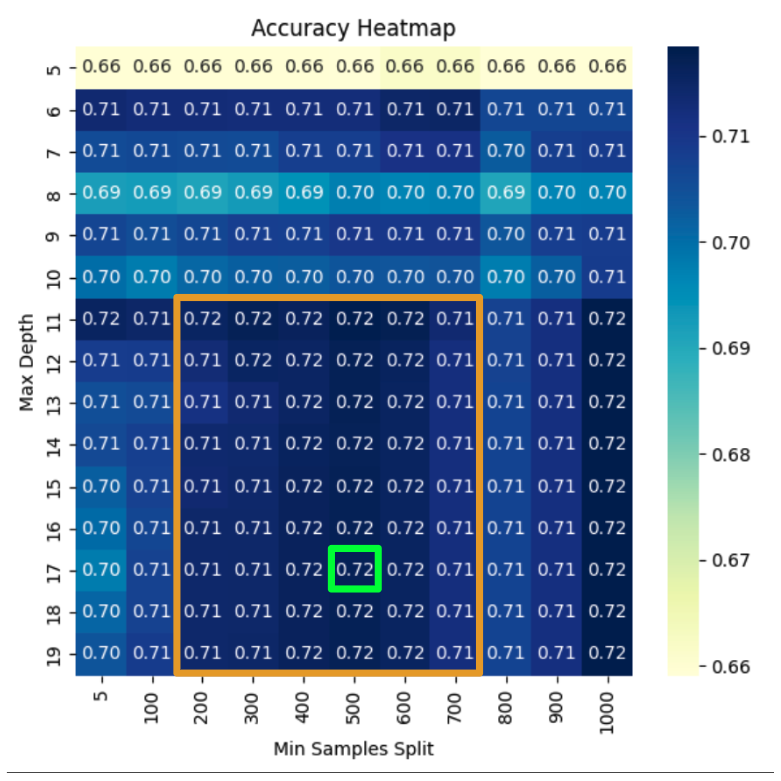 Accuracy Heatmap
5 0.66 0.66 0.66 0.66 0.66 0.66 0.66 0.66 0.66 0.66 0.66
6 0.71 0.71 0.71 0.71 0.71 0.71 0.71 0.71 0.71 0.71 0.71
7 0.71 0.71 0.71 0.71 0.71 0.71 0.71 0.71 0.70 0.71 0.71
8 0.69 0.69 0.69 0.69 0.69 0.70 0.70 0.70 0.69 0.70 0.70
9 0.71 0.71 0.71 0.71 0.71 0.71 0.71 0.71 0.70 0.71 0.71
10 0.70 0.70 0.70 0.70 0.70 0.70 0.70 0.70 0.70 0.70 0.71
11 0.72 0.71 0.72 0.72 0.72 0.72 0.72 0.71 0.71 0.71 0.72
12 0.71 0.71 0.71 0.72 0.72 0.72 0.72 0.71 0.71 0.71 0.72
13 0.71 0.71 0.71 0.71 0.72 0.72 0.72 0.71 0.71 0.71 0.72
14 0.71 0.71 0.71 0.71 0.72 0.72 0.72 0.71 0.71 0.71 0.72
15 0.70 0.71 0.71 0.71 0.72 0.72 0.72 0.71 0.71 0.71 0.72
16 0.70 0.71 0.71 0.71 0.72 0.72 0.72 0.71 0.71 0.71 0.72
17 0.70 0.71 0.71 0.71 0.72 0.72 0.72 0.71 0.71 0.71 0.72
18 0.70 0.71 0.71 0.71 0.72 0.72 0.72 0.71 0.71 0.71 0.72
19 0.70 0.71 0.71 0.71 0.72 0.72 0.72 0.71 0.71 0.71 0.72
Max Depth
5 100 200 300 400 500 600 700 800 900 1000
Min Samples Split
0.71
0.70
0.69
0.68
0.67
0.66